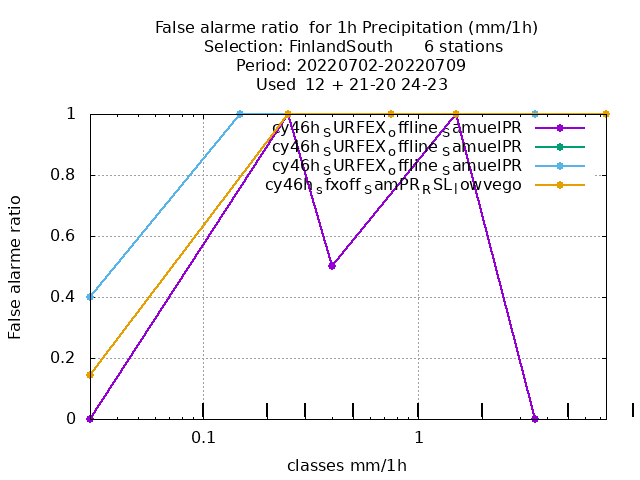 False alarme ratio for 1h Precipitation (mm/1h)
Selection: FinlandSouth 6 stations
Period: 20220702-20220709
Used 12 + 21-20 24-23
cy46h_SURFEX_offline_SamuelPR
cy46h_SURFEX_offline_SamuelPR
cy46h_SURFEX_offline_SamuelPR
cy46h_sfxoff_SamPR_RSL_lowvego
1
0.8
0.6
0.4
0.2
0
False alarme ratio
0.1 1
classes mm/1h